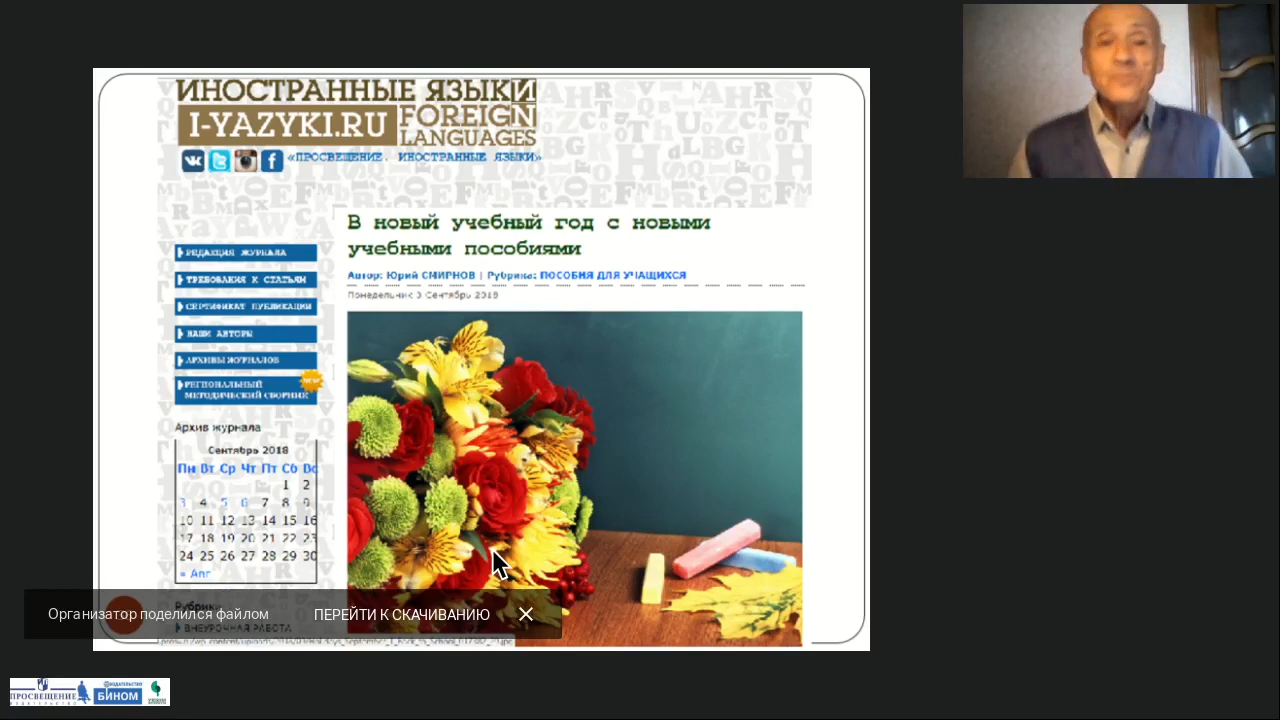 ИНОСТРАННЫЕ ЯЗЫКИ
I-YAZYKI.RU
FOREIGN
LANGUAGES
«ПРОСВЕЩЕНИЕ. ИНОСТРАННЫЕ ЯЗЫКИ»
В новый учебный год с новыми
учебными пособиями
Автор: Юрий СМИРНОВ | Рубрика: ПОСОБИЯ ДЛЯ УЧАЩИХСЯ
Понедельник 3 Сентябрь 2018
РЕДАКЦИЯ ЖУРНАЛА
ТРЕБОВАНИЯ К СТАТЬЯМ
СЕРТИФИКАТ ПУБЛИКАЦИИ
НАШИ АВТОРЫ
АРХИВЫ ЖУРНАЛОВ
РЕГИОНАЛЬНЫЙ
МЕТОДИЧЕСКИЙ СБОРНИК
NEW
Архив журнала
Сентябрь 2018
Пн Вт Ср Чт Пт Сб Вс
1 2
3 4 5 6 7 8 9
10 11 12 13 14 15 16
17 18 19 20 21 22 23
24 25 26 27 28 29 30
« Авг
Рубрики
ВНЕУРОЧНАЯ РАБОТА
Организатор поделился файлом
ПЕРЕЙТИ К СКАЧИВАНИЮ
ПРОСВЕЩЕНИЕ
ИЗДАТЕЛЬСТВО
ИЗДАТЕЛЬСТВО
БИНОМ